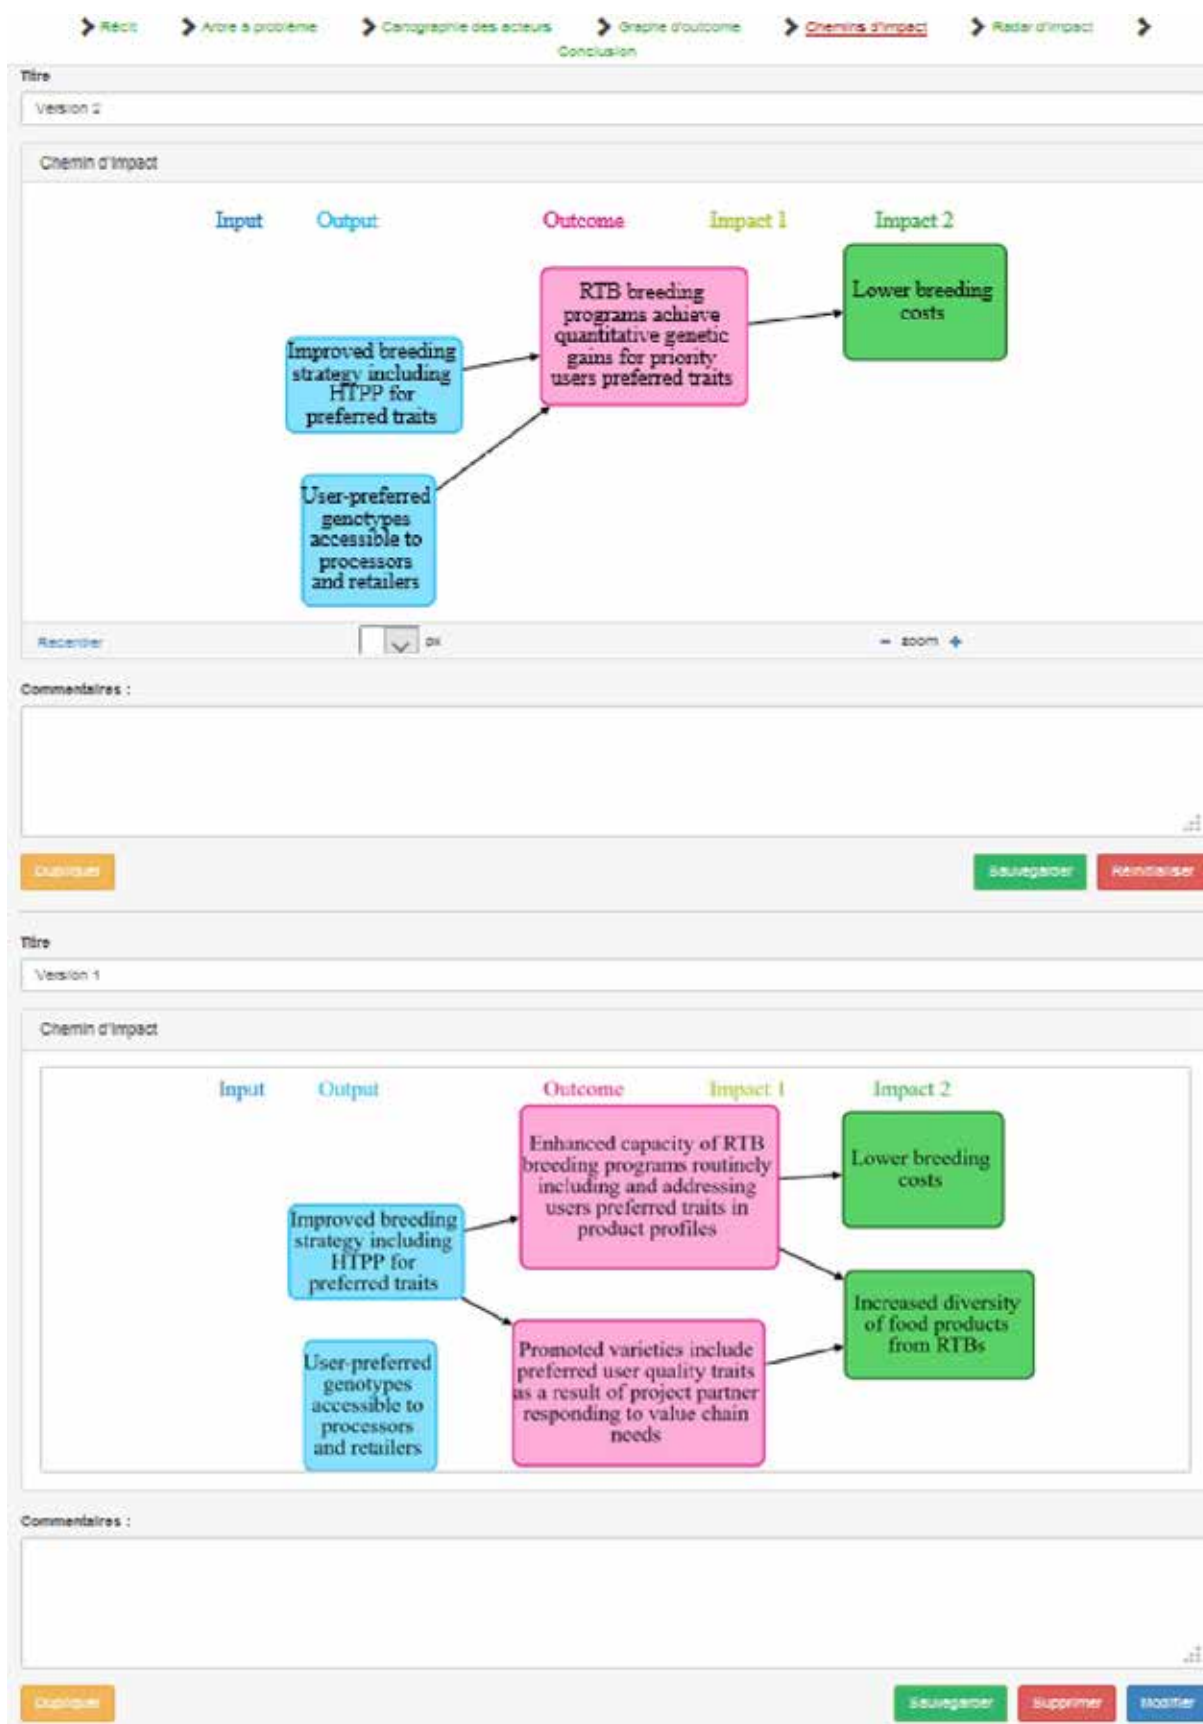 Récit Arbre à problème Cartographie des acteurs Graphe d'outcome Chemins d'impact Radar d'impact
Conclusion
Titre
Version 2
Chemin d'Impact
Input Output Outcome Impact 1 Impact 2
RTB breeding
programs achieve
quantitative genetic
gains for priority
users preferred traits
Lower breeding
costs
Improved breeding
strategy including
HTPP for
preferred traits
User-preferred
genotypes
accessible to
processors
and retailers
Recentrer px - zoom +
Commentaires :
Dupliquer Sauvegarder Réinitialiser
Titre
Version 1
Chemin d'Impact
Input Output Outcome Impact 1 Impact 2
Enhanced capacity of RTB
breeding programs routinely
including and addressing
users preferred traits in
product profiles
Lower breeding
costs
Improved breeding
strategy including
HTPP for
preferred traits
Increased diversity
of food products
from RTBs
Promoted varieties include
preferred user quality traits
as a result of project partner
responding to value chain
needs
User-preferred
genotypes
accessible to
processors
and retailers
Commentaires :
Dupliquer Sauvegarder Supprimer Modifier